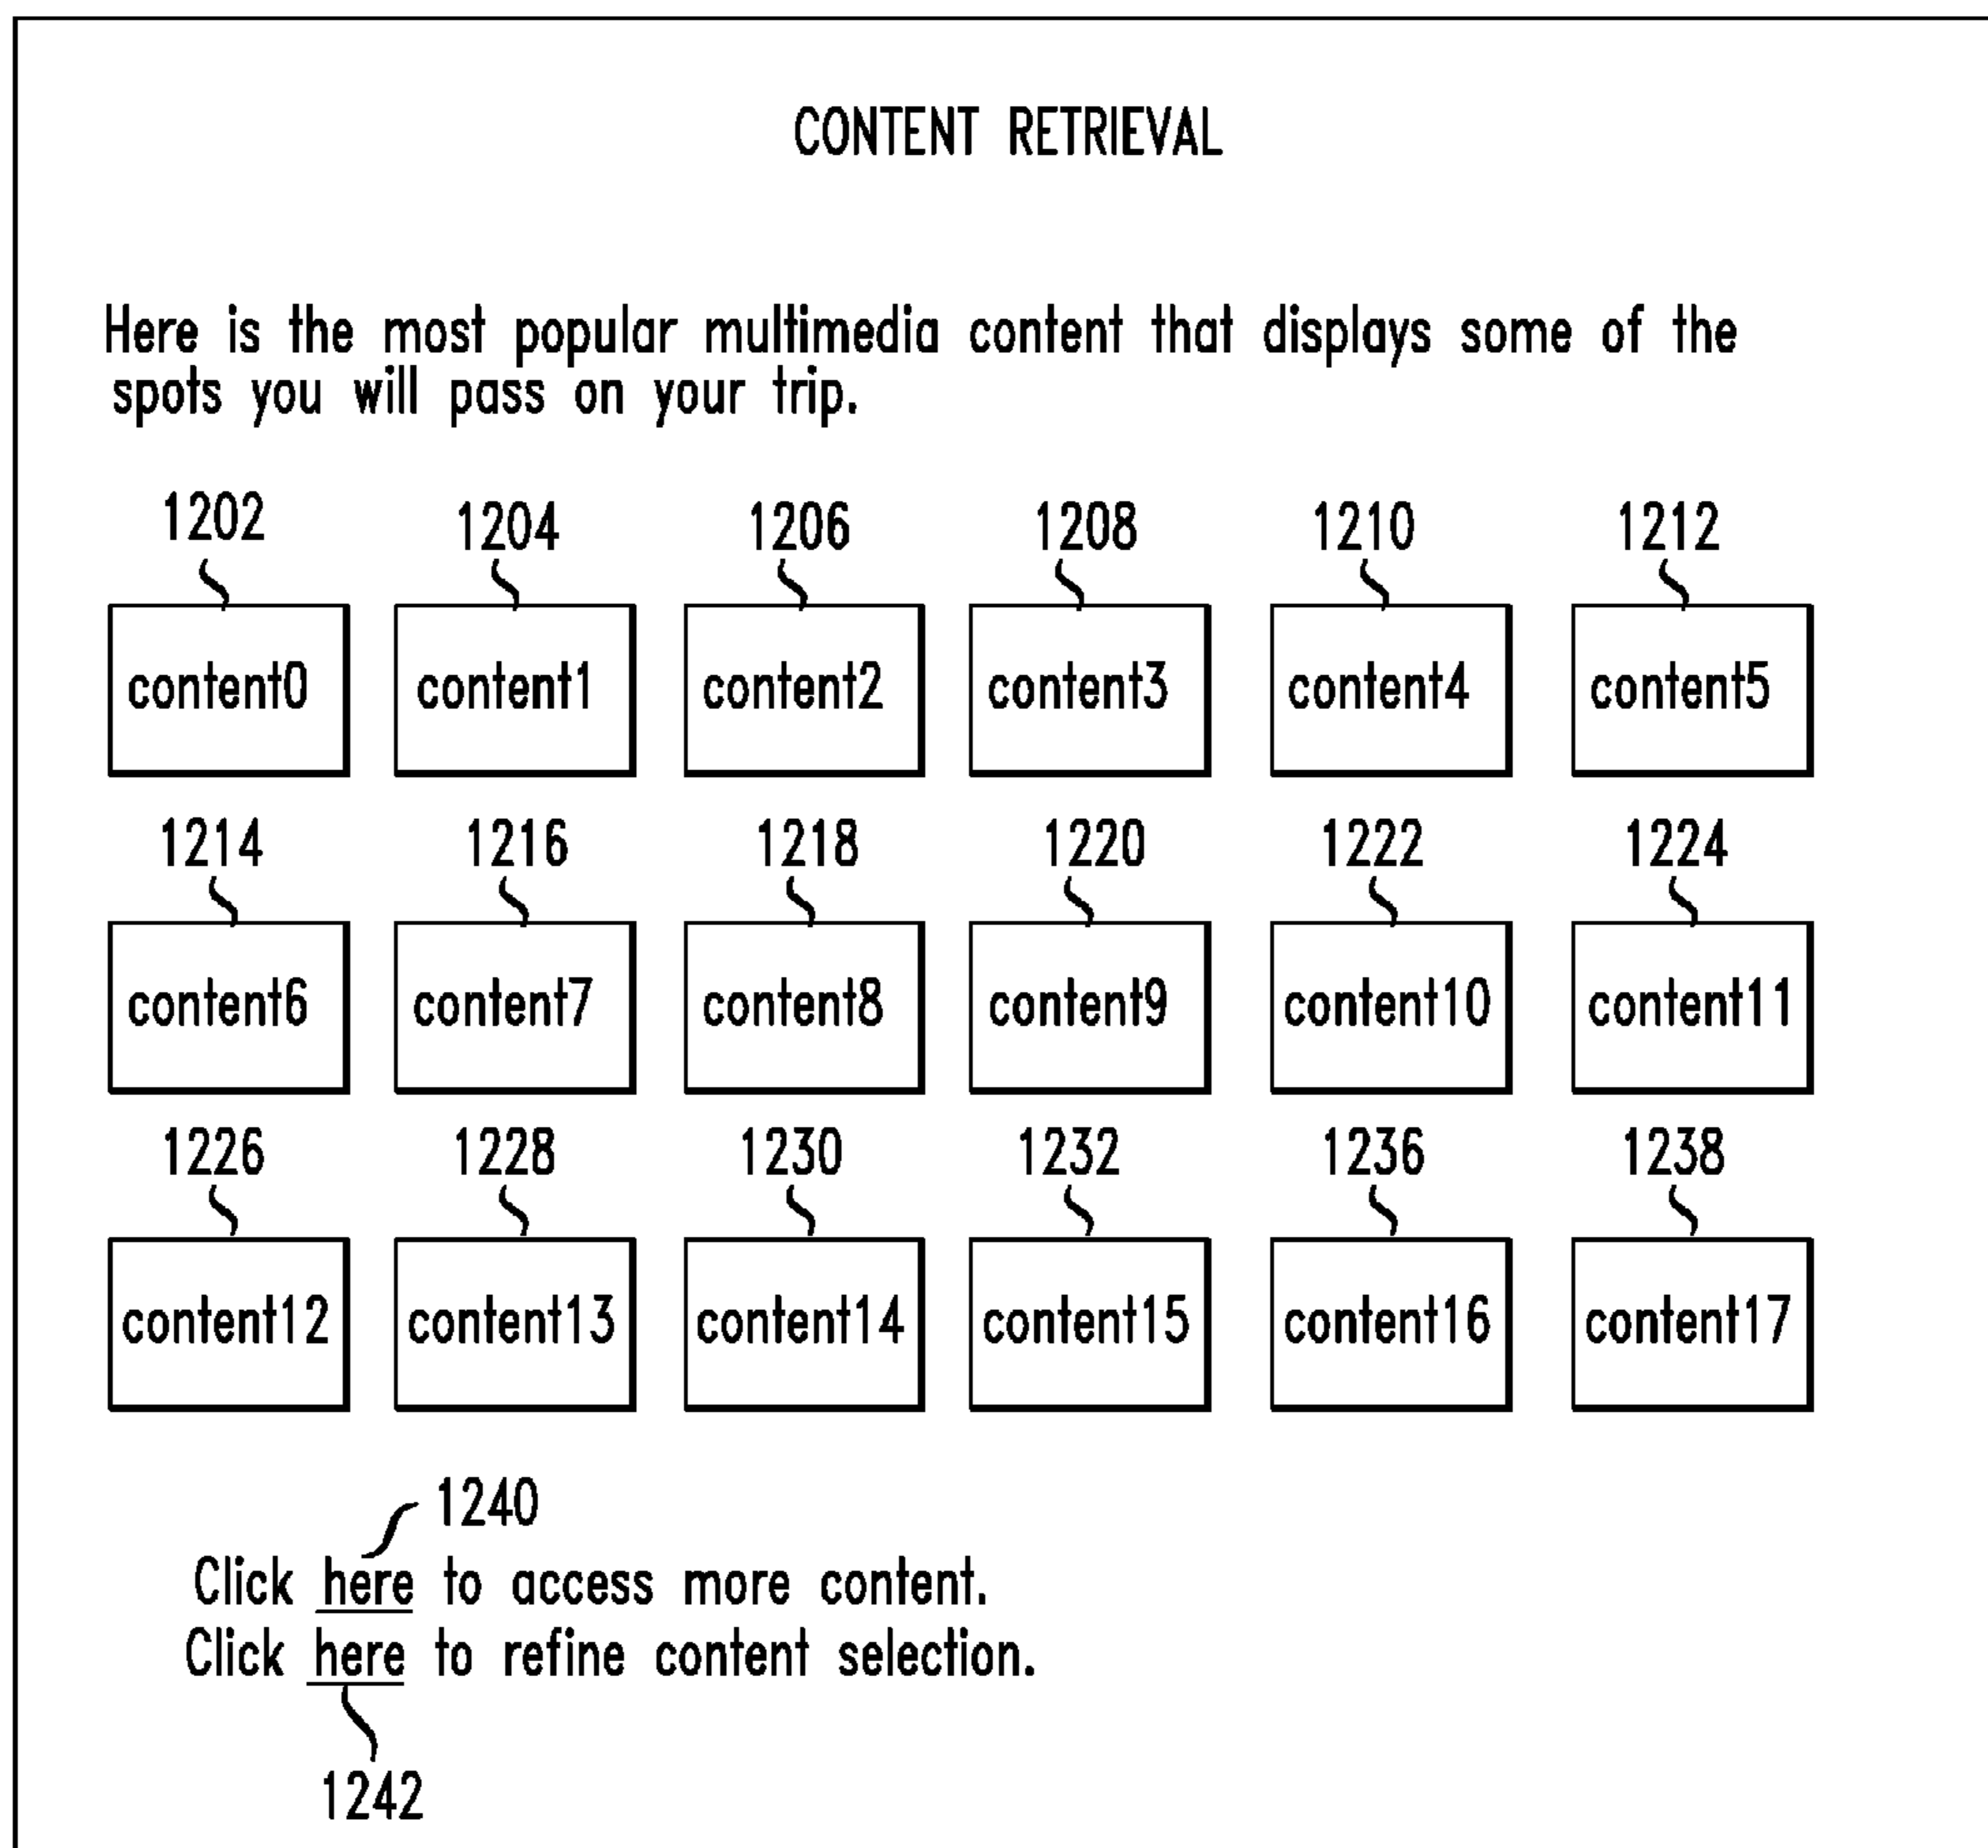 CONTENT RETRIEVAL
Here is the most popular multimedia content that displays some of the
spots you will pass on your trip.
1202 1204 1206 1208 1210 1212
content0 content1 content2 content3 content4 content5
1214 1216 1218 1220 1222 1224
content6 content7 content8 content9 content10 content11
1226 1228 1230 1232 1236 1238
content12 content13 content14 content15 content16 content17
1240
Click here to access more content.
Click here to refine content selection.
1242